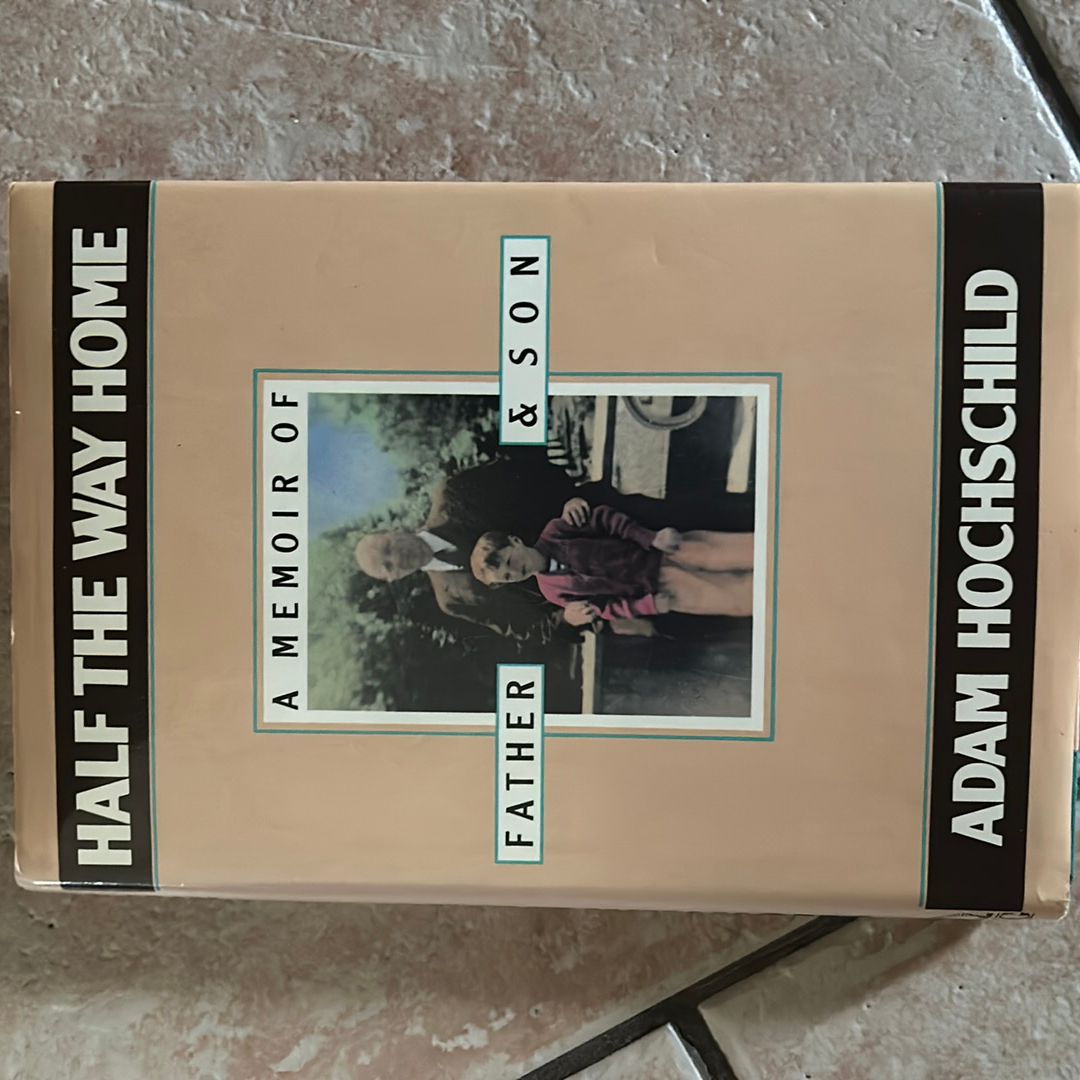 HALF THE WAY HOME
A MEMOIR OF
FATHER & SON
ADAM HOCHSCHILD